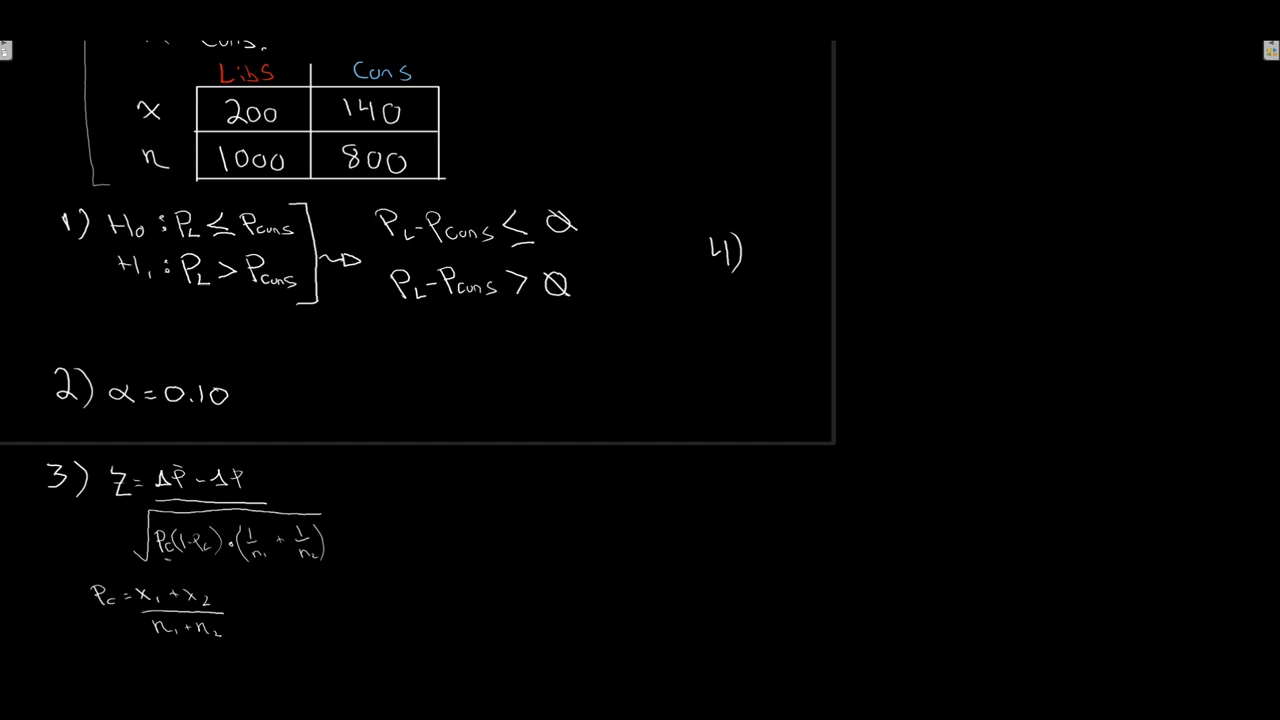 Cons.
Libs Cons
x 200 140
n 1000 800
1) H₀ : P_L ≤ P_cons
H₁ : P_L > P_cons
P_L - P_cons ≤ 0
P_L - P_cons > 0
4)
2) α = 0.10
3) Z = Δp̄ - Δp
√(P_c(1-P_c) · (1/n₁ + 1/n₂))
P_c = x₁ + x₂
n₁ + n₂